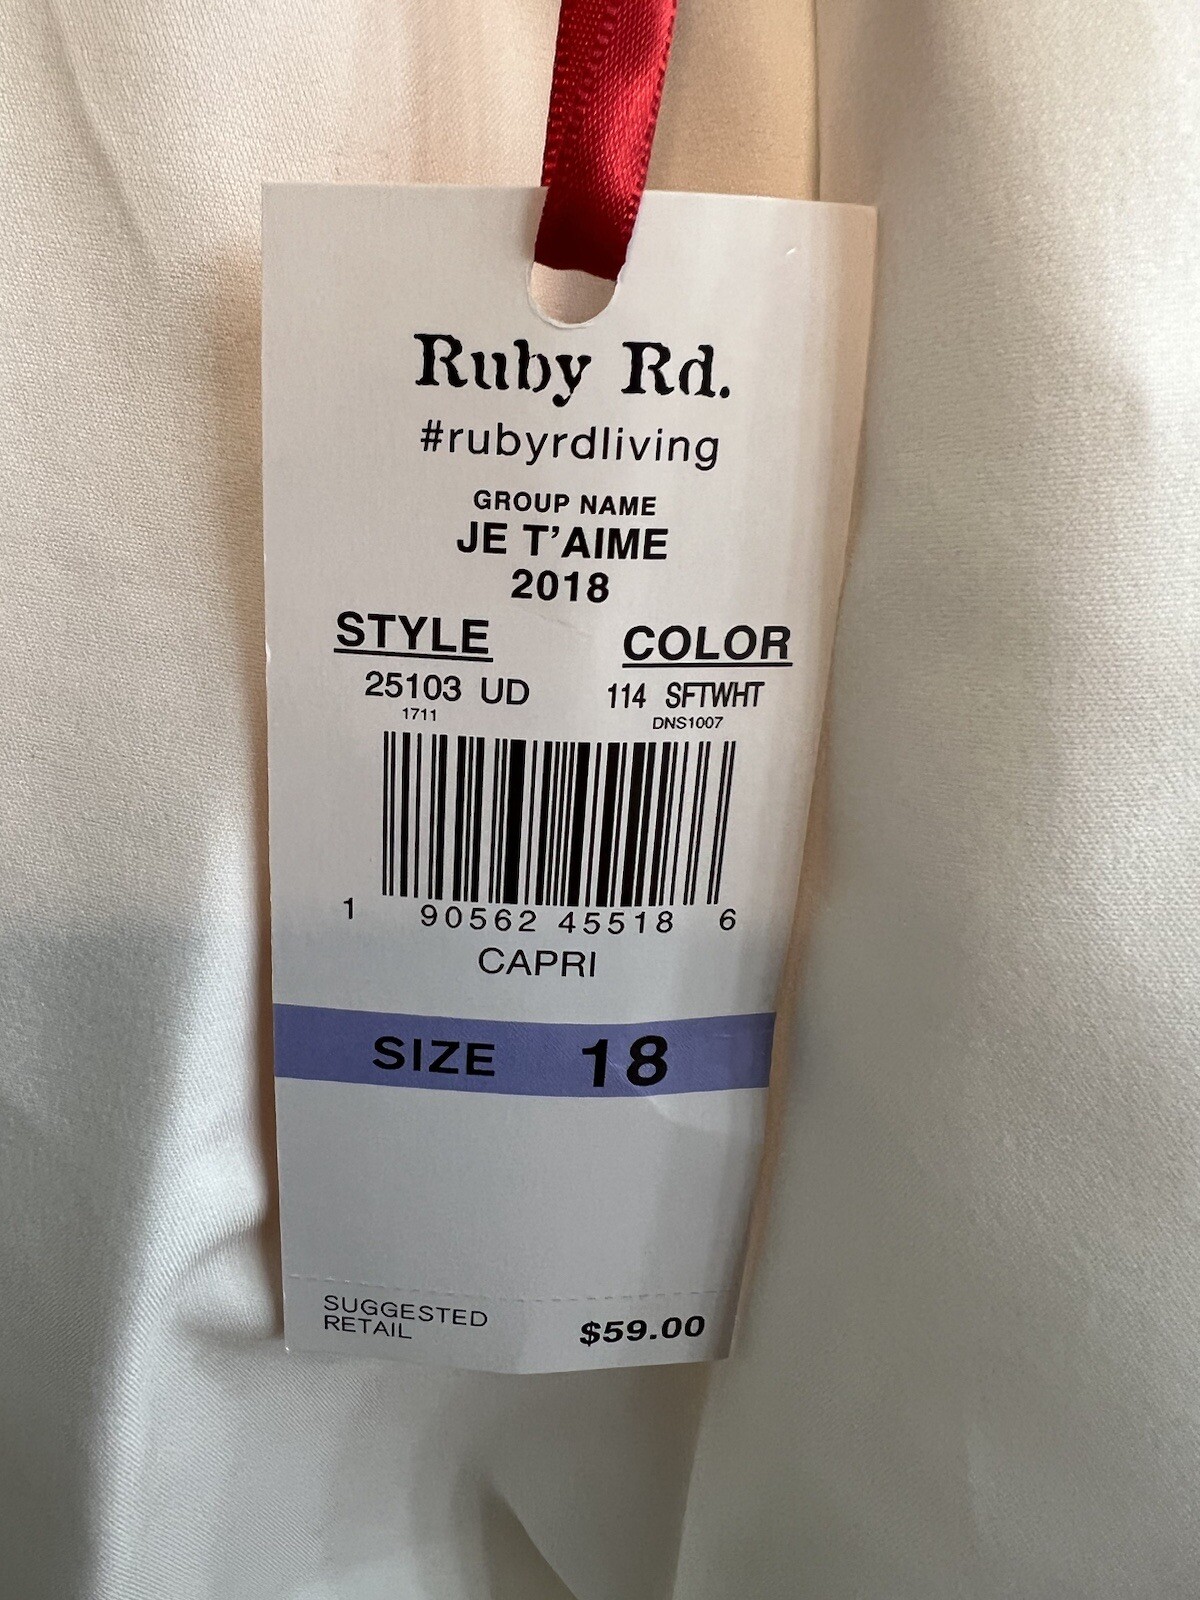 Ruby Rd.
#rubyrdliving
GROUP NAME
JE T'AIME
2018
STYLE COLOR
25103 UD 114 SFTWHT
1711 DNS1007
1 90562 45518 6
CAPRI
SIZE 18
SUGGESTED
RETAIL $59.00